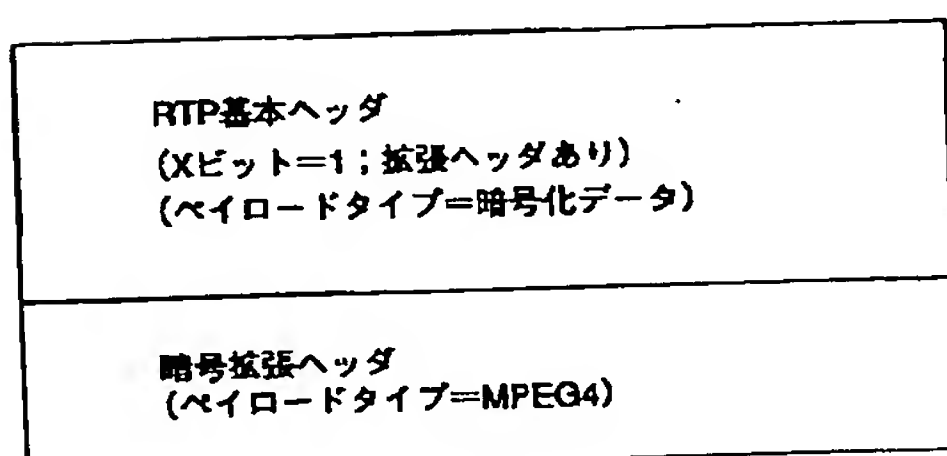 RTP基本ヘッダ
(Xビット=1;拡張ヘッダあり)
(ペイロードタイプ=暗号化データ)
暗号拡張ヘッダ
(ペイロードタイプ=MPEG4)